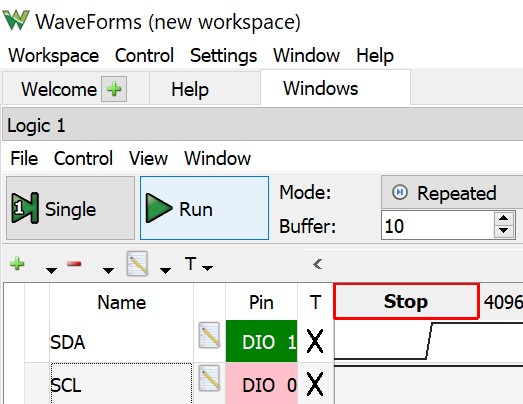 WaveForms (new workspace)
Workspace Control Settings Window Help
Welcome Help Windows
Logic 1
File Control View Window
1 Single Run Mode: Repeated
Buffer: 10
T
Name Pin T Stop 4096
SDA DIO 1 X
SCL DIO 0 X